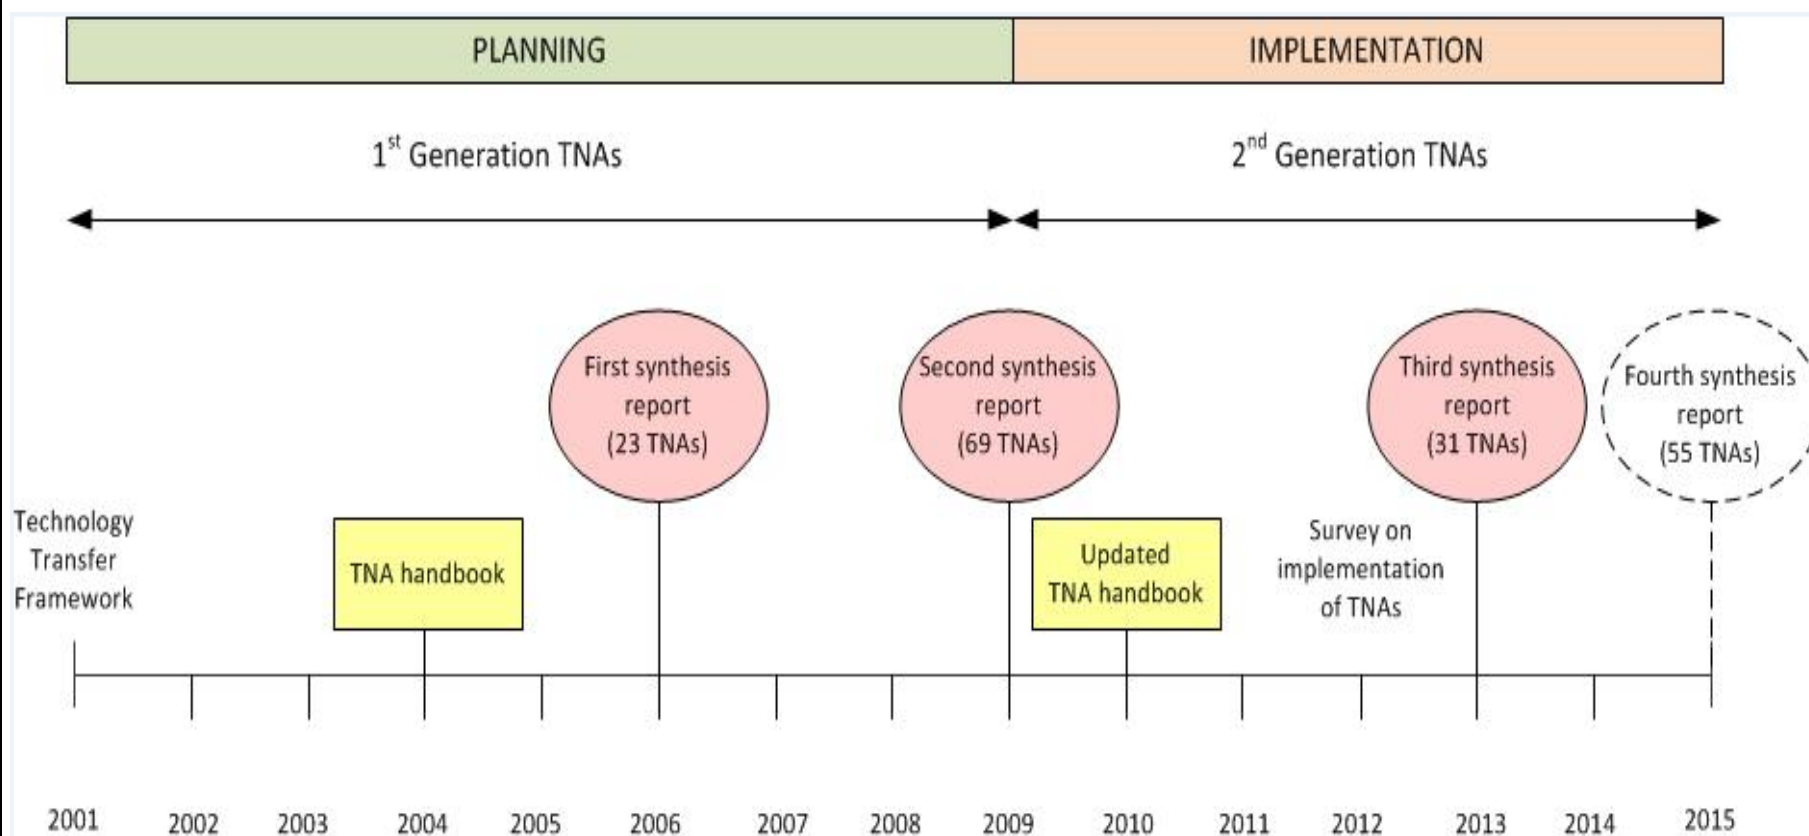 PLANNING
IMPLEMENTATION
1st Generation TNAs
2nd Generation TNAs
First synthesis
report
(23 TNAs)
Second synthesis
report
(69 TNAs)
Third synthesis
report
(31 TNAs)
Fourth synthesis
report
(55 TNAs)
Technology
Transfer
Framework
TNA handbook
Updated
TNA handbook
Survey on
implementation
of TNAs
2001 2002 2003 2004 2005 2006 2007 2008 2009 2010 2011 2012 2013 2014 2015